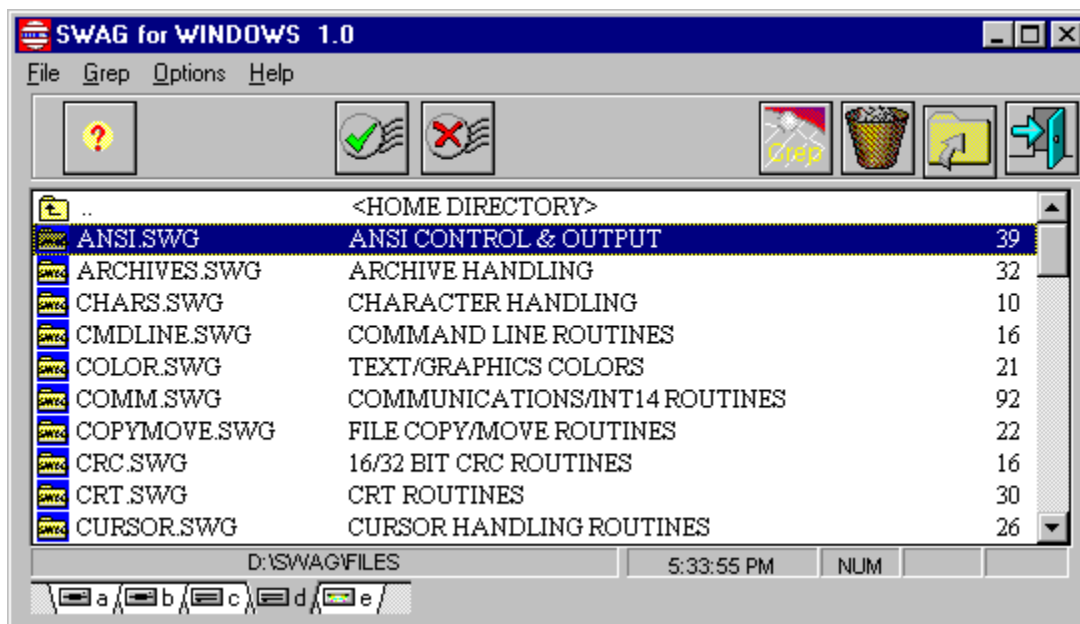 SWAG for WINDOWS 1.0
File Grep Options Help
? Grep
.. <HOME DIRECTORY>
ANSI.SWG ANSI CONTROL & OUTPUT 39
ARCHIVES.SWG ARCHIVE HANDLING 32
CHARS.SWG CHARACTER HANDLING 10
CMDLINE.SWG COMMAND LINE ROUTINES 16
COLOR.SWG TEXT/GRAPHICS COLORS 21
COMM.SWG COMMUNICATIONS/INT14 ROUTINES 92
COPYMOVE.SWG FILE COPY/MOVE ROUTINES 22
CRC.SWG 16/32 BIT CRC ROUTINES 16
CRT.SWG CRT ROUTINES 30
CURSOR.SWG CURSOR HANDLING ROUTINES 26
D:\SWAG\FILES 5:33:55 PM NUM
a b c d e